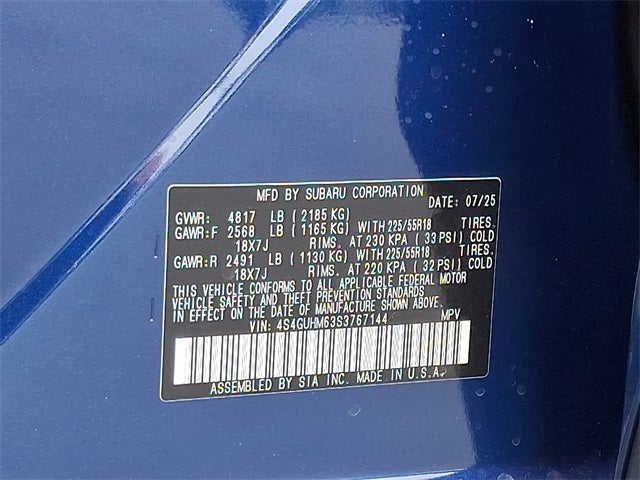 MFD BY SUBARU CORPORATION
DATE: 07/25
GVWR: 4817 LB ( 2185 KG)
GAWR:F 2568 LB ( 1165 KG) WITH 225/55R18 TIRES.
18X7J RIMS. AT 230 KPA ( 33 PSI) COLD
GAWR:R 2491 LB ( 1130 KG) WITH 225/55R18 TIRES.
18X7J RIMS. AT 220 KPA ( 32 PSI) COLD
THIS VEHICLE CONFORMS TO ALL APPLICABLE FEDERAL MOTOR
VEHICLE SAFETY AND THEFT PREVENTION STANDARDS
IN EFFECT ON THE DATE OF MANUFACTURE SHOWN ABOVE.
VIN: 4S4GUHM63S3767144 MPV
ASSEMBLED BY SIA INC. MADE IN U.S.A.